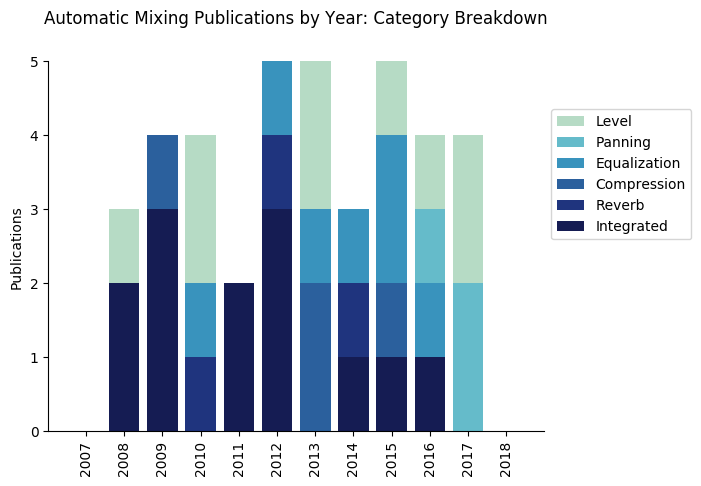 Automatic Mixing Publications by Year: Category Breakdown
5
4
3
2
1
0
Publications
2007
2008
2009
2010
2011
2012
2013
2014
2015
2016
2017
2018
Level
Panning
Equalization
Compression
Reverb
Integrated